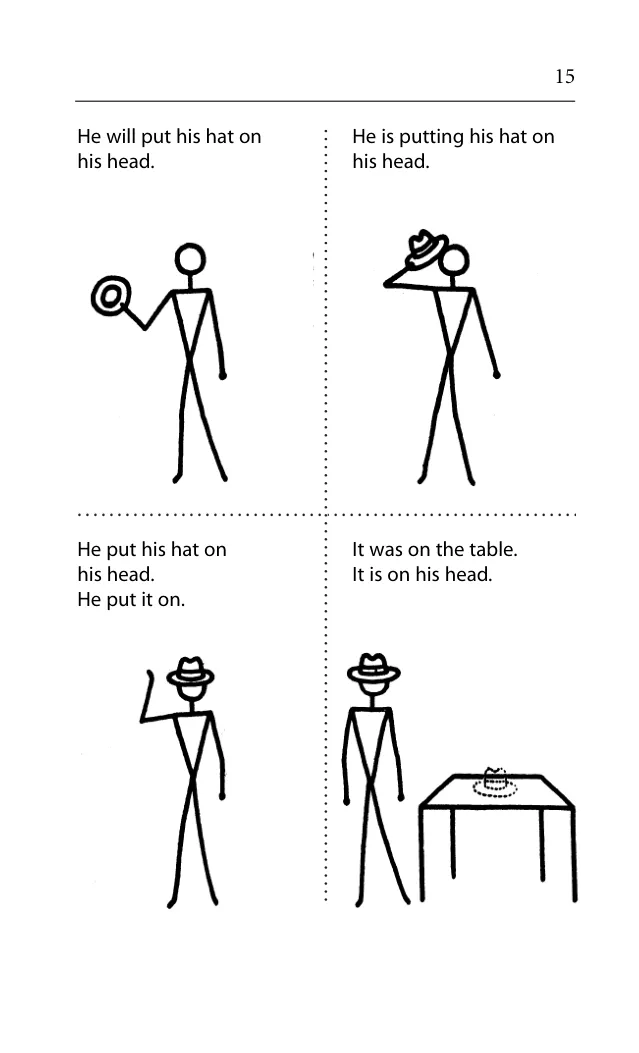 15
He will put his hat on
his head.
He is putting his hat on
his head.
He put his hat on
his head.
He put it on.
It was on the table.
It is on his head.